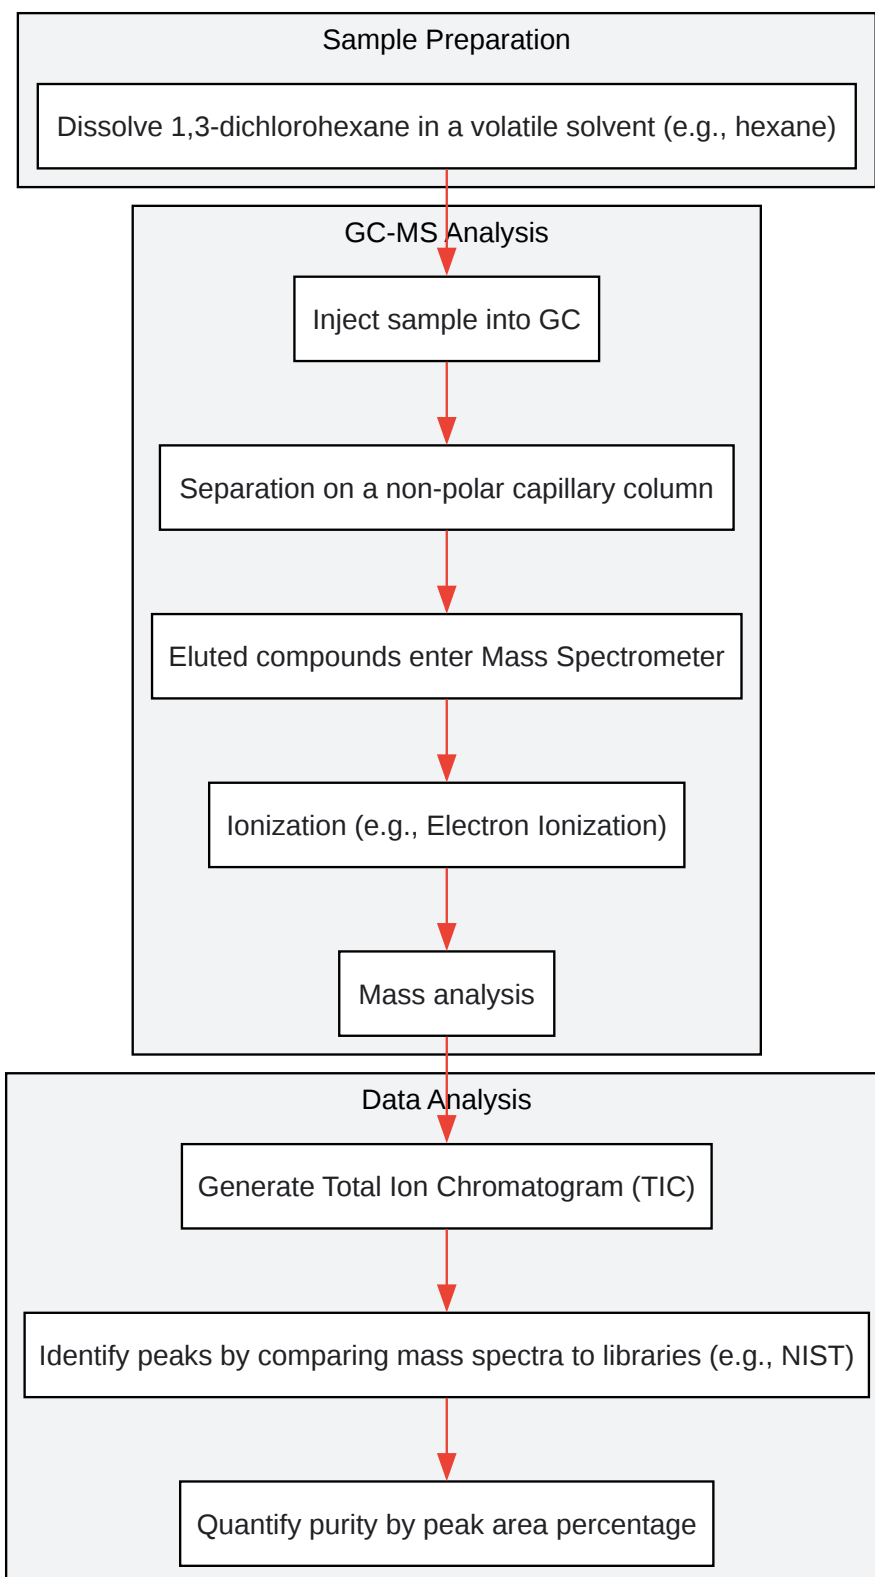 Sample Preparation
Dissolve 1,3-dichlorohexane in a volatile solvent (e.g., hexane)
GC-MS Analysis
Inject sample into GC
Separation on a non-polar capillary column
Eluted compounds enter Mass Spectrometer
Ionization (e.g., Electron Ionization)
Mass analysis
Data Analysis
Generate Total Ion Chromatogram (TIC)
Identify peaks by comparing mass spectra to libraries (e.g., NIST)
Quantify purity by peak area percentage